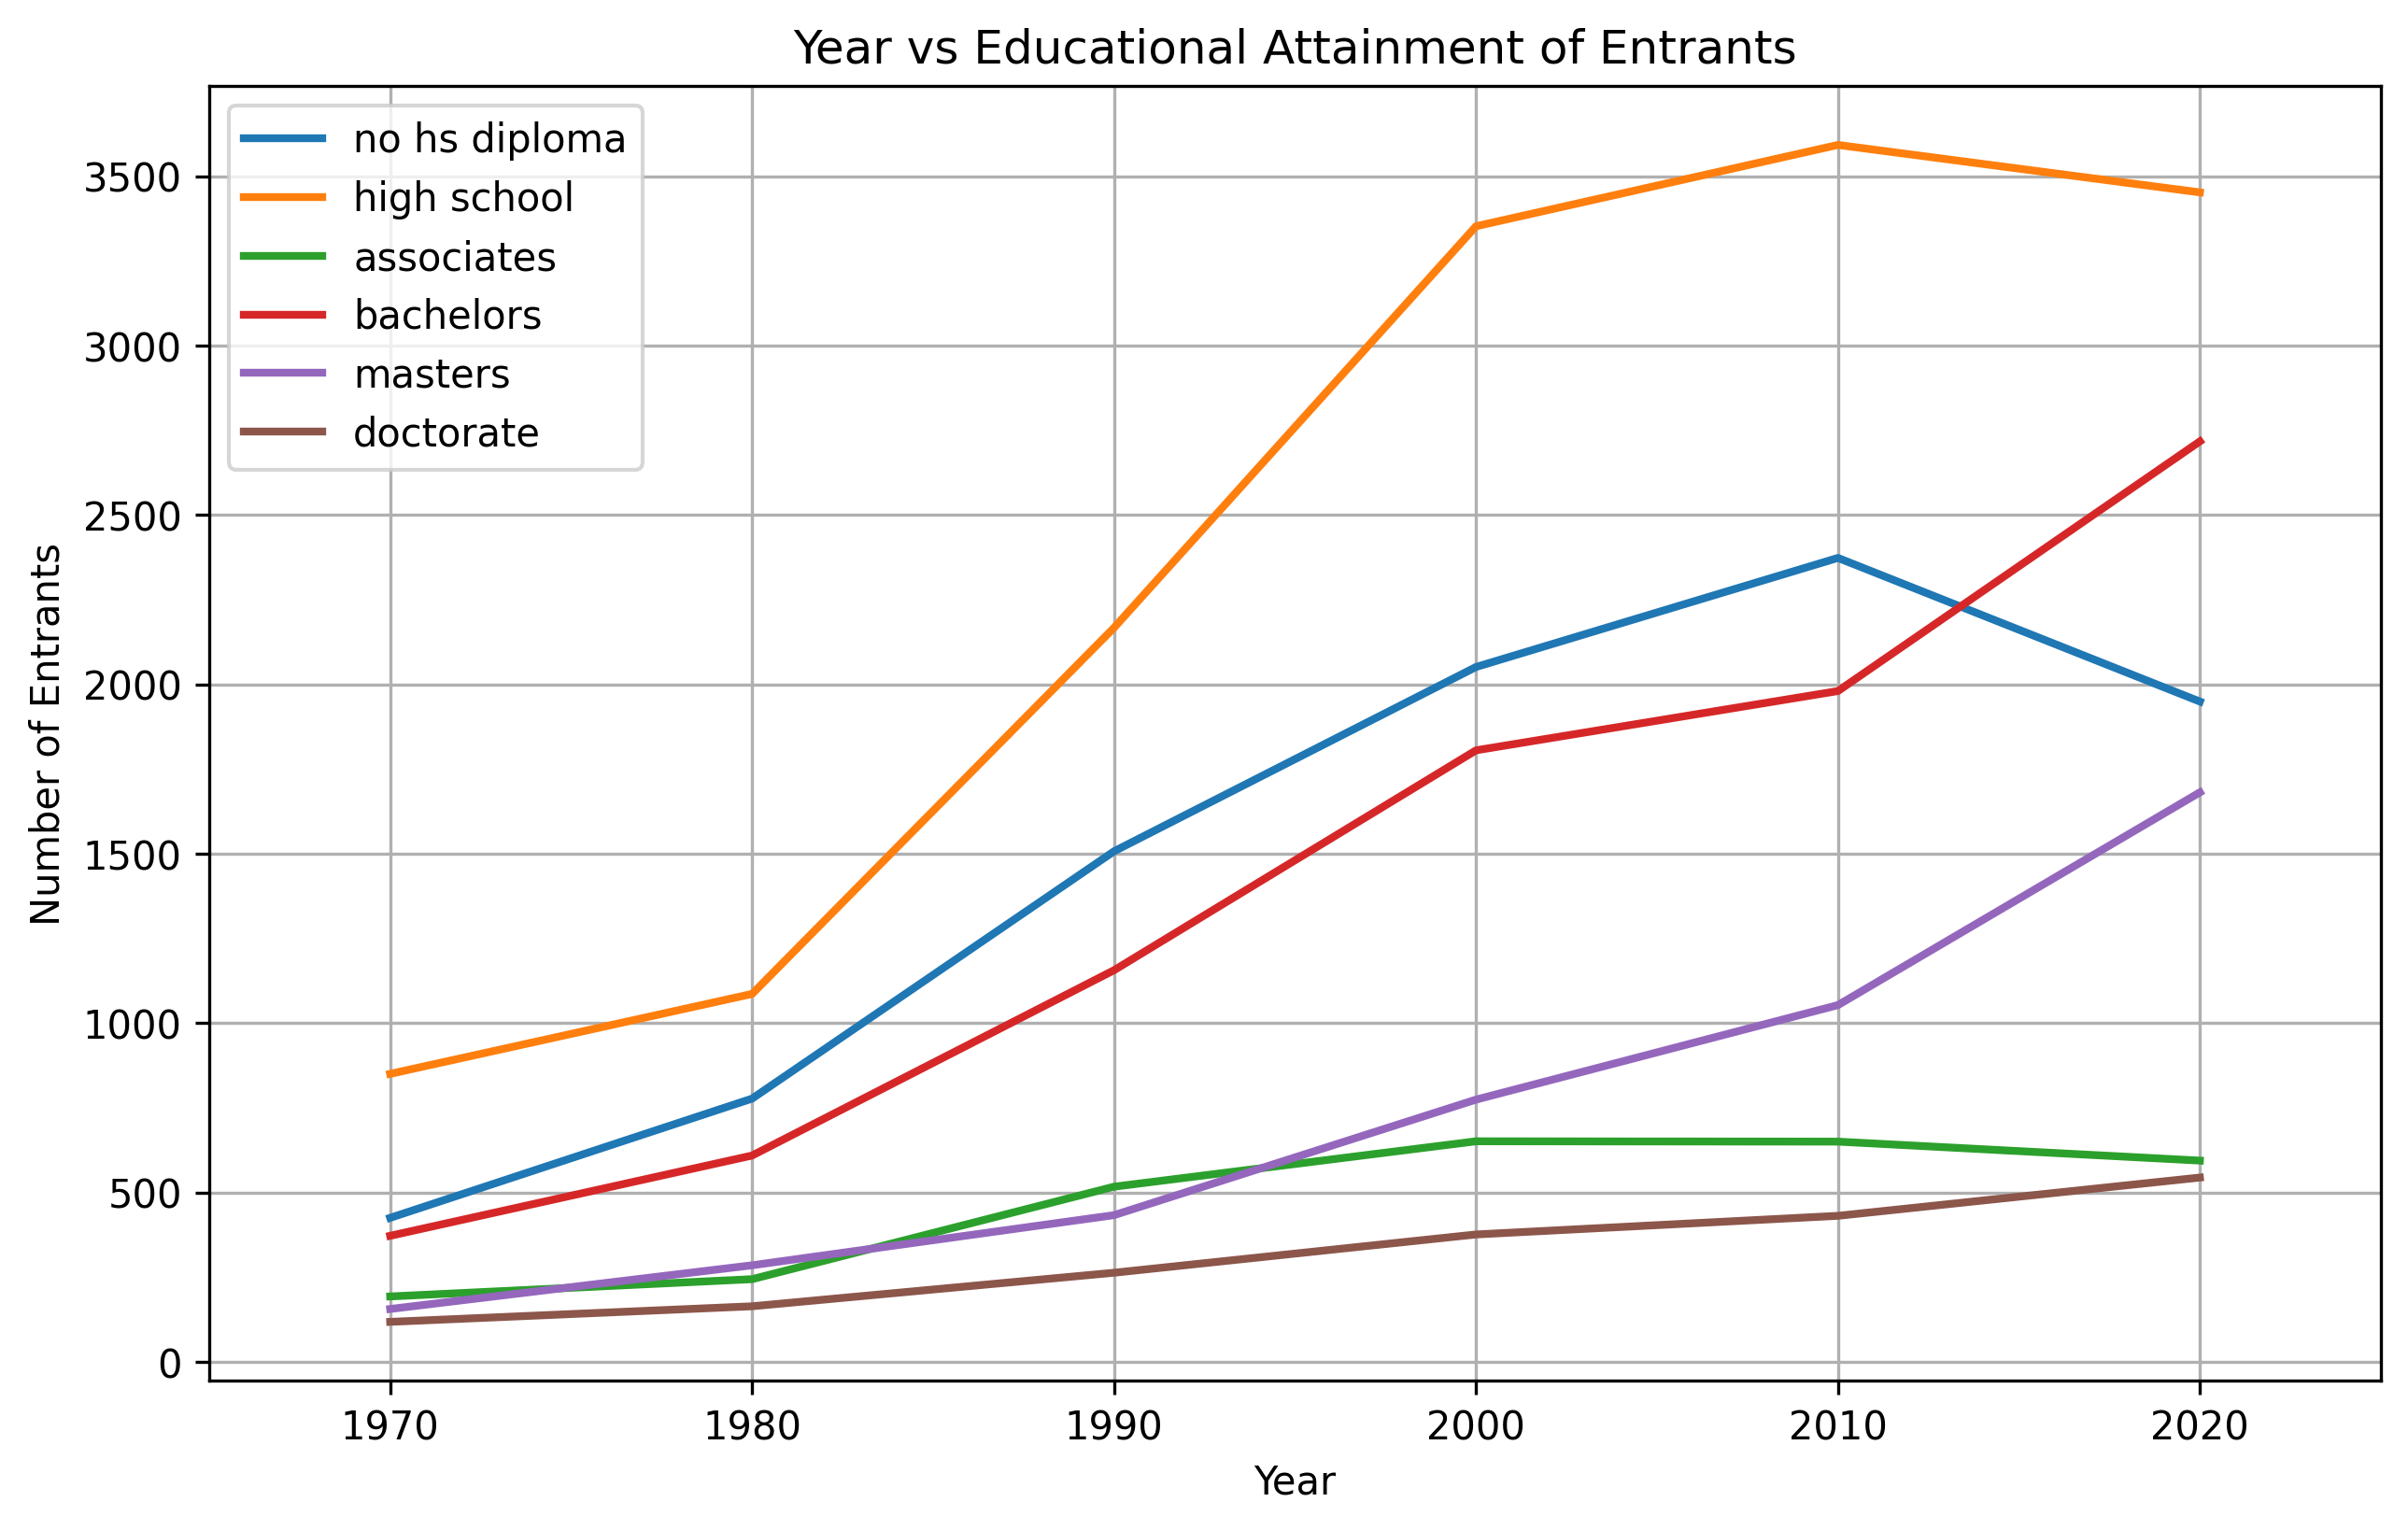 Year vs Educational Attainment of Entrants
no hs diploma
high school
associates
bachelors
masters
doctorate
Number of Entrants
3500
3000
2500
2000
1500
1000
500
0
1970 1980 1990 2000 2010 2020
Year